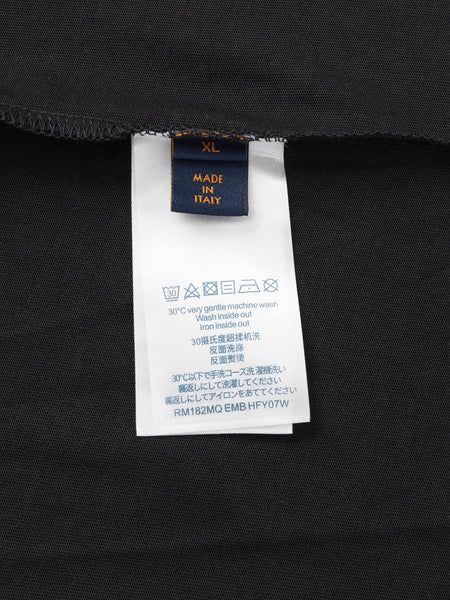 XL
MADE
IN
ITALY
30
30°C very gentle machine wash
Wash inside out
Iron inside out
30摄氏度超揉机洗
反面洗涤
反面熨烫
30℃以下で手洗コース洗濯機洗い
裏返しにして洗濯してください
裏返しにしてアイロンをあててください
RM182MQ EMB HFY07W